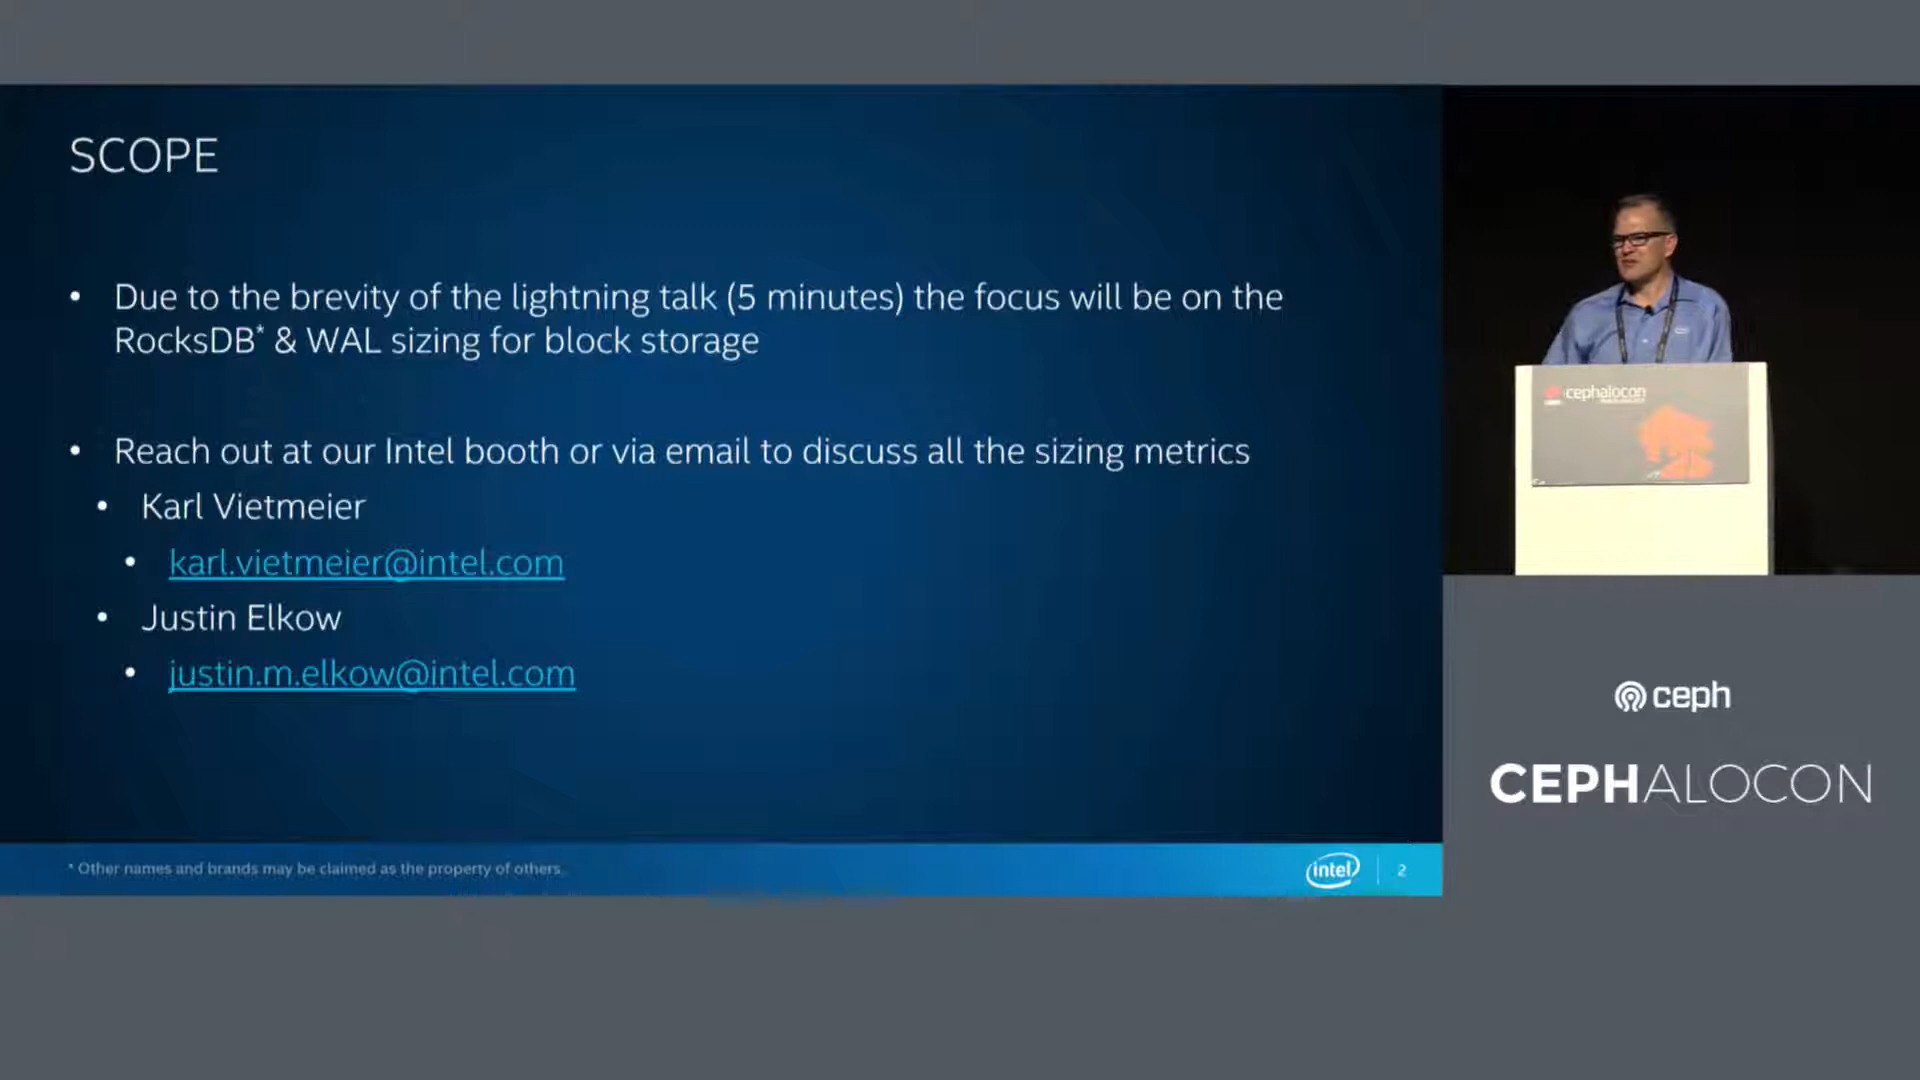 SCOPE
• Due to the brevity of the lightning talk (5 minutes) the focus will be on the
RocksDB* & WAL sizing for block storage
• Reach out at our Intel booth or via email to discuss all the sizing metrics
• Karl Vietmeier
• karl.vietmeier@intel.com
• Justin Elkow
• justin.m.elkow@intel.com
* Other names and brands may be claimed as the property of others.
intel
2
cephalocon
ceph
CEPHALOCON